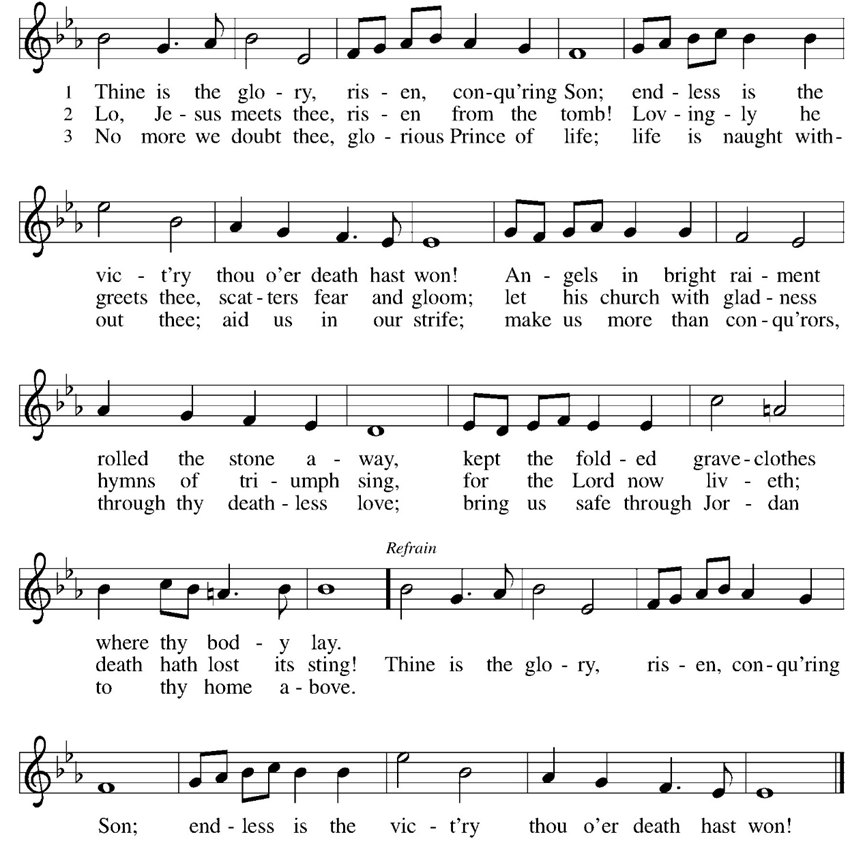 1 Thine is the glo - ry, ris - en, con-qu'ring Son; end - less is the
2 Lo, Je - sus meets thee, ris - en from the tomb! Lov - ing - ly he
3 No more we doubt thee, glo - rious Prince of life; life is naught with-
vic - t'ry thou o'er death hast won! An - gels in bright rai - ment
greets thee, scat - ters fear and gloom; let his church with glad - ness
out thee; aid us in our strife; make us more than con - qu'rors,
rolled the stone a - way, kept the fold - ed grave - clothes
hymns of tri - umph sing, for the Lord now liv - eth;
through thy death - less love; bring us safe through Jor - dan
Refrain
where thy bod - y lay.
death hath lost its sting! Thine is the glo - ry, ris - en, con - qu'ring
to thy home a - bove.
Son; end - less is the vic - t'ry thou o'er death hast won!